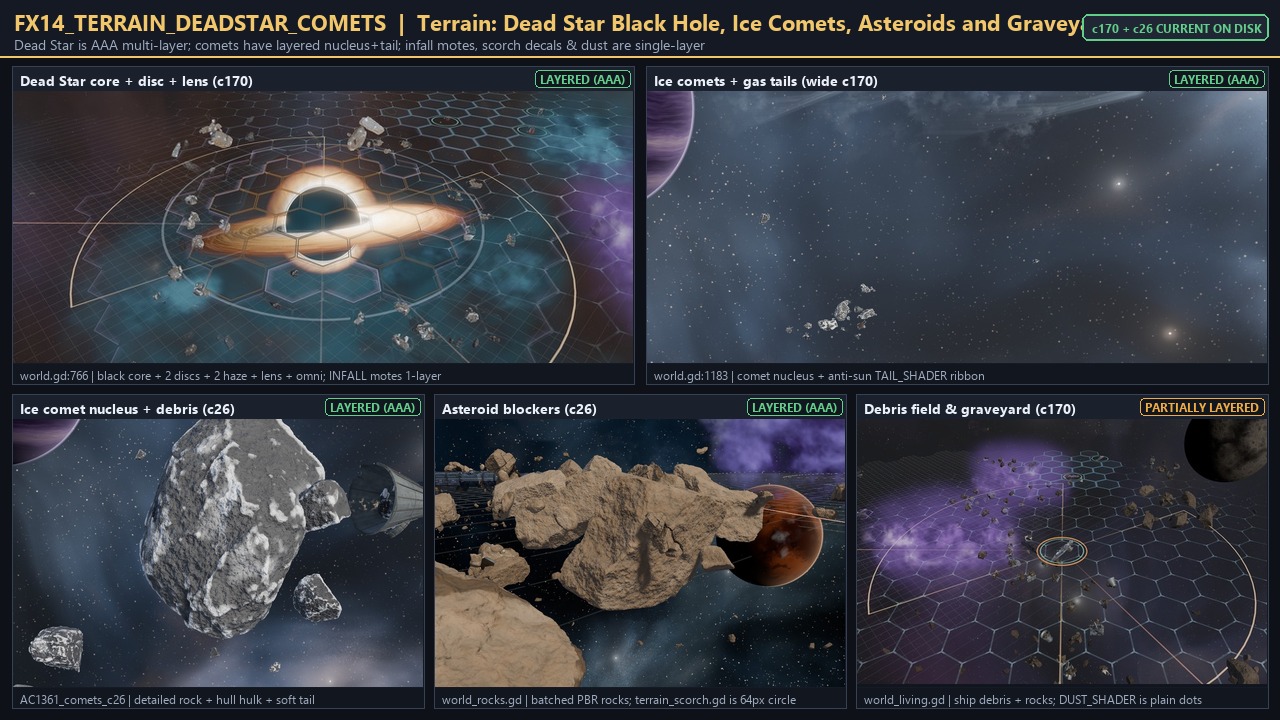 FX14_TERRAIN_DEADSTAR_COMETS | Terrain: Dead Star Black Hole, Ice Comets, Asteroids and Gravey
c170 + c26 CURRENT ON DISK
Dead Star is AAA multi-layer; comets have layered nucleus+tail; infall motes, scorch decals & dust are single-layer
Dead Star core + disc + lens (c170)
LAYERED (AAA)
world.gd:766 | black core + 2 discs + 2 haze + lens + omni; INFALL motes 1-layer
Ice comets + gas tails (wide c170)
LAYERED (AAA)
world.gd:1183 | comet nucleus + anti-sun TAIL_SHADER ribbon
Ice comet nucleus + debris (c26)
LAYERED (AAA)
AC1361_comets_c26 | detailed rock + hull hulk + soft tail
Asteroid blockers (c26)
LAYERED (AAA)
world_rocks.gd | batched PBR rocks; terrain_scorch.gd is 64px circle
Debris field & graveyard (c170)
PARTIALLY LAYERED
world_living.gd | ship debris + rocks; DUST_SHADER is plain dots